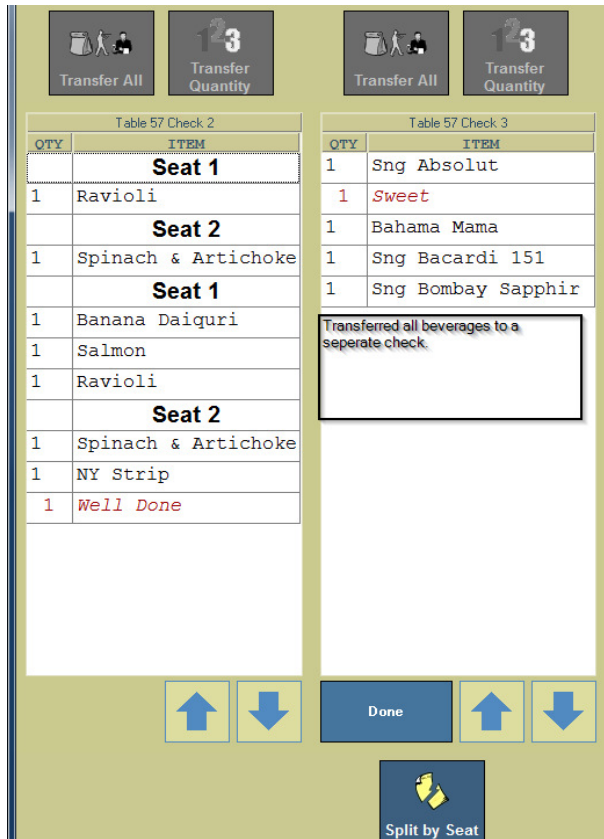 Transfer All
123
Transfer
Quantity
Transfer All
123
Transfer
Quantity
Table 57 Check 2
QTY ITEM
Seat 1
1 Ravioli
Seat 2
1 Spinach & Artichoke
Seat 1
1 Banana Daiquri
1 Salmon
1 Ravioli
Seat 2
1 Spinach & Artichoke
1 NY Strip
1 Well Done
Table 57 Check 3
QTY ITEM
1 Sng Absolut
1 Sweet
1 Bahama Mama
1 Sng Bacardi 151
1 Sng Bombay Sapphir
Transferred all beverages to a
seperate check.
Done
Split by Seat